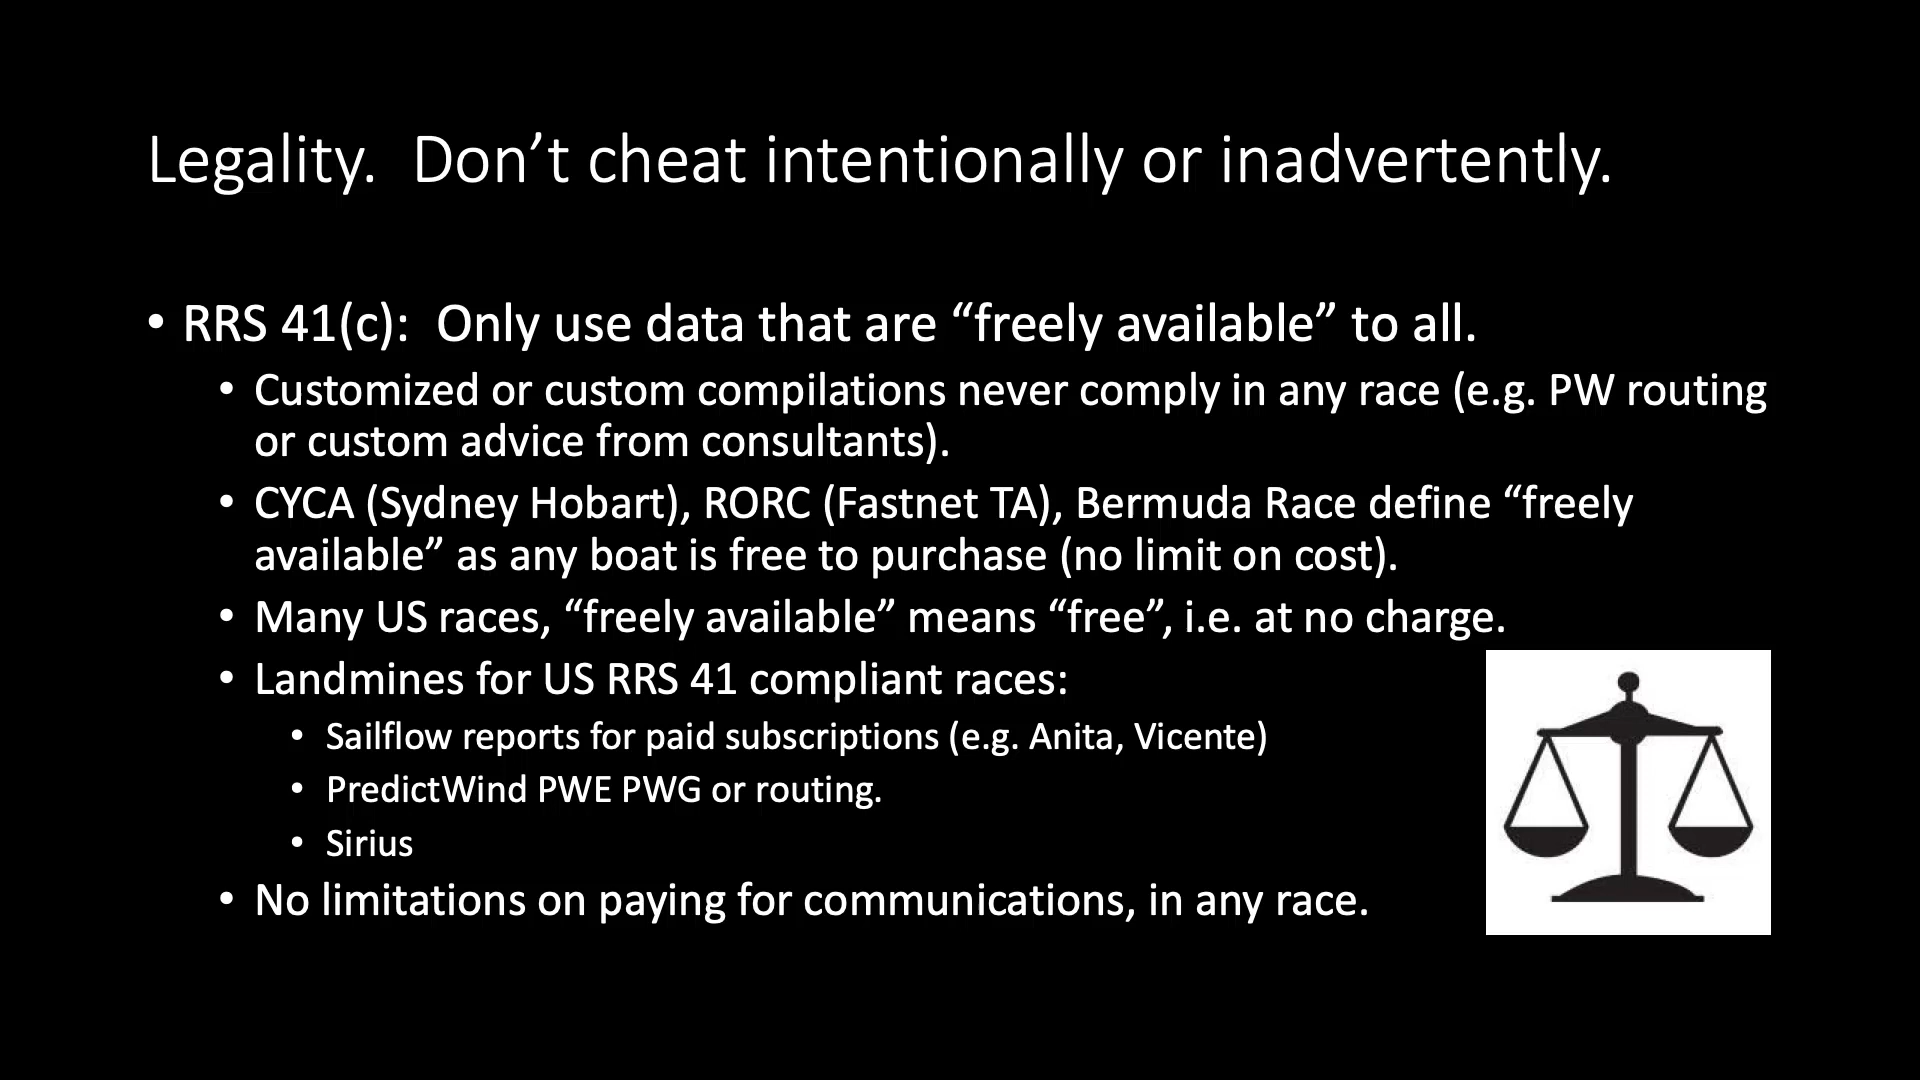 Legality.  Don’t cheat intentionally or inadvertently.
• RRS 41(c):  Only use data that are “freely available” to all.
• Customized or custom compilations never comply in any race (e.g. PW routing
or custom advice from consultants).
• CYCA (Sydney Hobart), RORC (Fastnet TA), Bermuda Race define “freely
available” as any boat is free to purchase (no limit on cost).
• Many US races, “freely available” means “free”, i.e. at no charge.
• Landmines for US RRS 41 compliant races:
• Sailflow reports for paid subscriptions (e.g. Anita, Vicente)
• PredictWind PWE PWG or routing.
• Sirius
• No limitations on paying for communications, in any race.